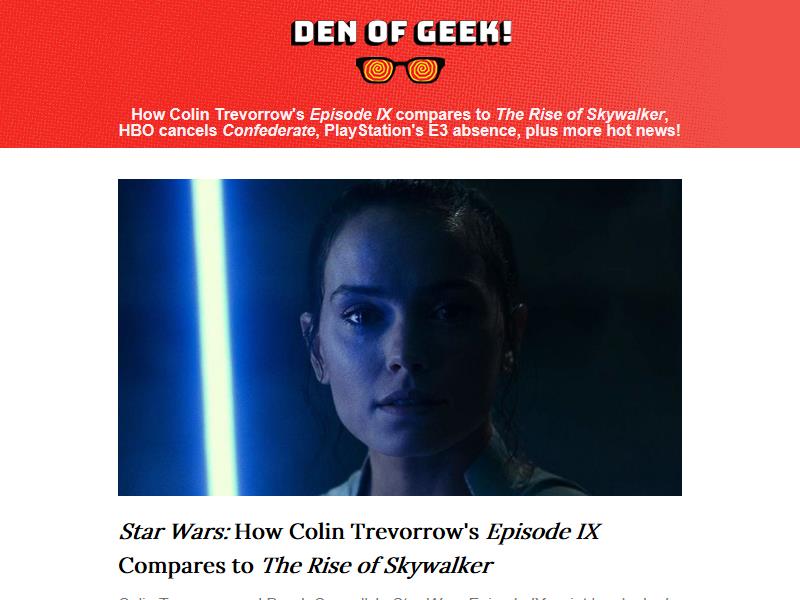 DEN OF GEEK!
How Colin Trevorrow's Episode IX compares to The Rise of Skywalker,
HBO cancels Confederate, PlayStation's E3 absence, plus more hot news!
Star Wars: How Colin Trevorrow's Episode IX
Compares to The Rise of Skywalker